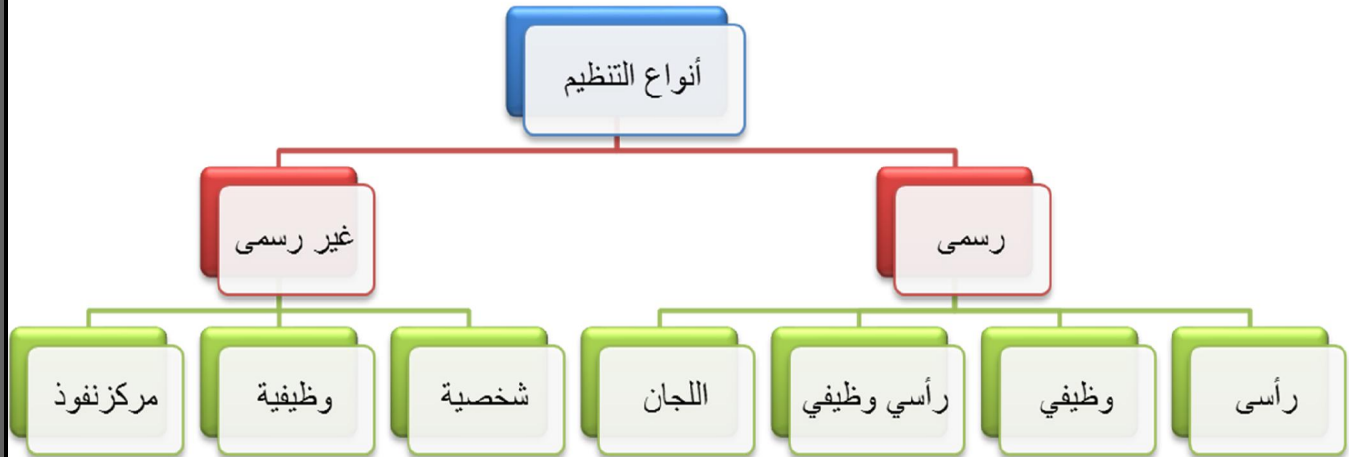 أنواع التنظيم
رسمى
غير رسمى
رأسى
وظيفي
رأسي وظيفي
اللجان
شخصية
وظيفية
مركزنفوذ